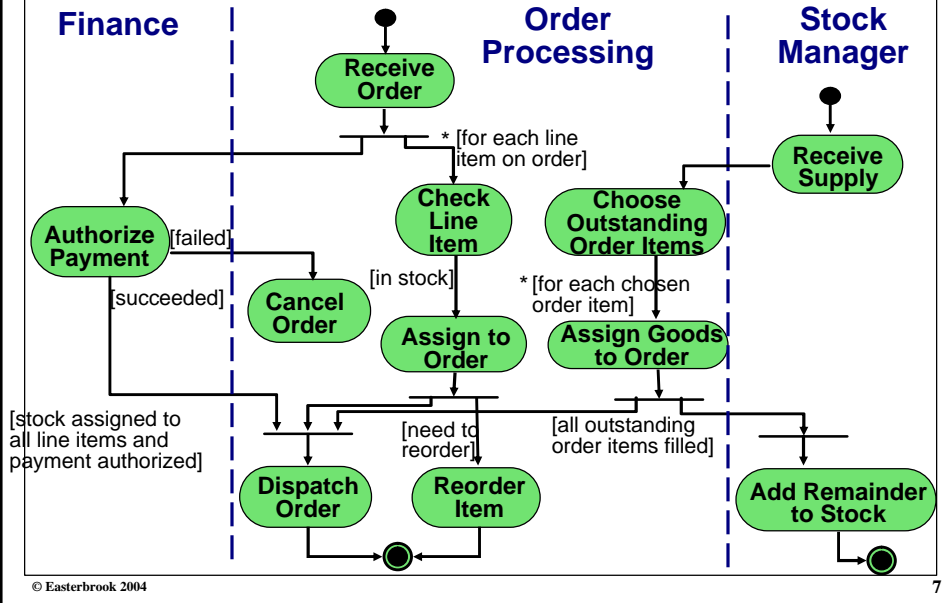 Finance
Order
Processing
Stock
Manager
Receive
Order
* [for each line
item on order]
Receive
Supply
Check
Line
Item
Choose
Outstanding
Order Items
Authorize
Payment
[failed]
[succeeded]
Cancel
Order
[in stock]
* [for each chosen
order item]
Assign to
Order
Assign Goods
to Order
[stock assigned to
all line items and
payment authorized]
[need to
reorder]
[all outstanding
order items filled]
Dispatch
Order
Reorder
Item
Add Remainder
to Stock
© Easterbrook 2004
7